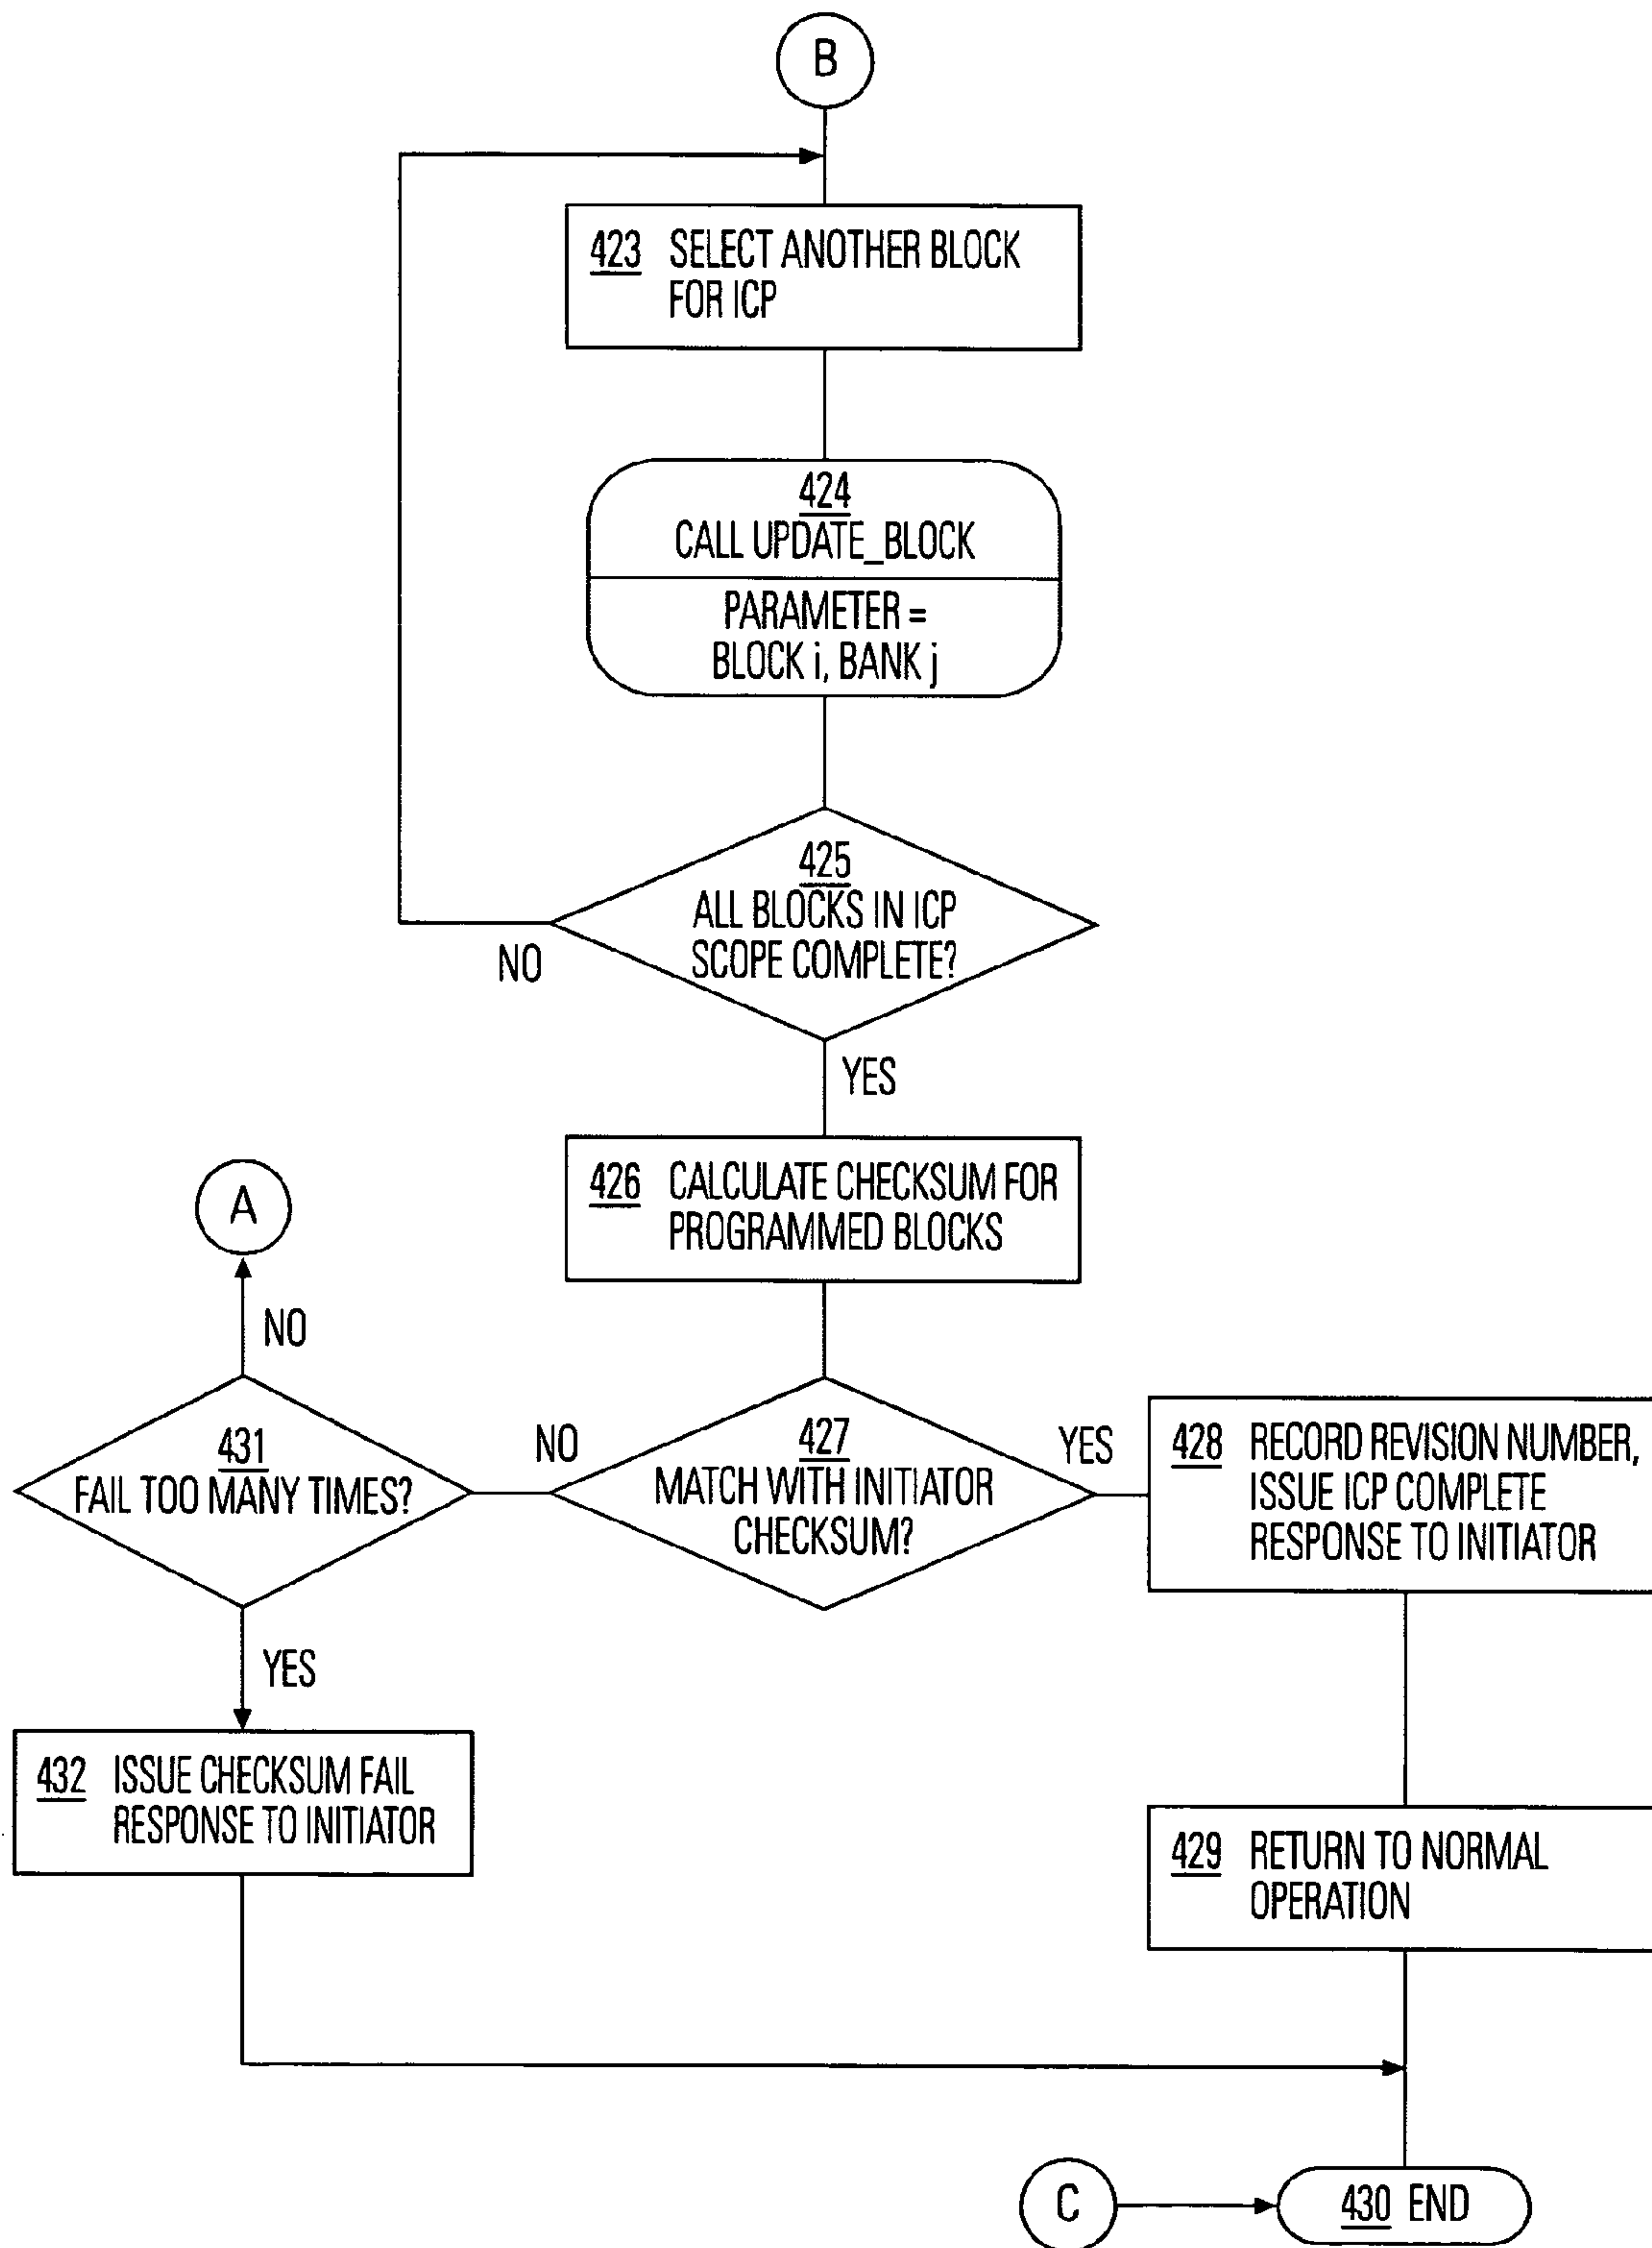 B
423 SELECT ANOTHER BLOCK
FOR ICP
424
CALL UPDATE_BLOCK
PARAMETER =
BLOCK i, BANK j
425
ALL BLOCKS IN ICP
SCOPE COMPLETE?
NO
YES
426 CALCULATE CHECKSUM FOR
PROGRAMMED BLOCKS
A
NO
431
FAIL TOO MANY TIMES?
NO
427
MATCH WITH INITIATOR
CHECKSUM?
YES
428 RECORD REVISION NUMBER,
ISSUE ICP COMPLETE
RESPONSE TO INITIATOR
YES
432 ISSUE CHECKSUM FAIL
RESPONSE TO INITIATOR
429 RETURN TO NORMAL
OPERATION
C
430 END